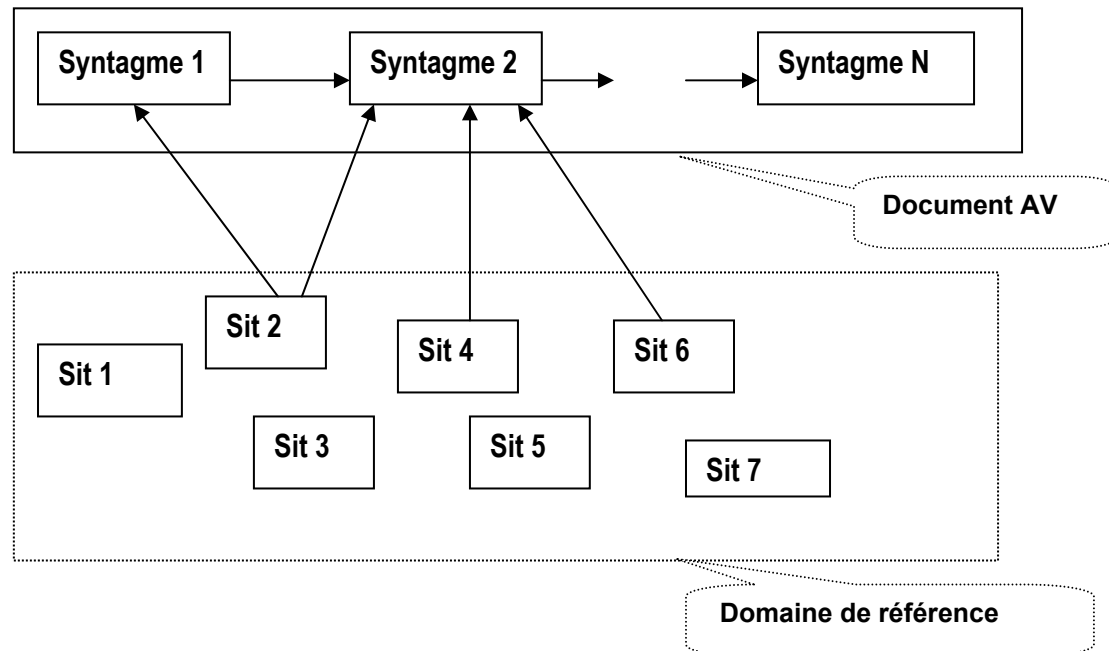 Syntagme 1
Syntagme 2
Syntagme N
Document AV
Sit 2
Sit 4
Sit 6
Sit 1
Sit 3
Sit 5
Sit 7
Domaine de référence